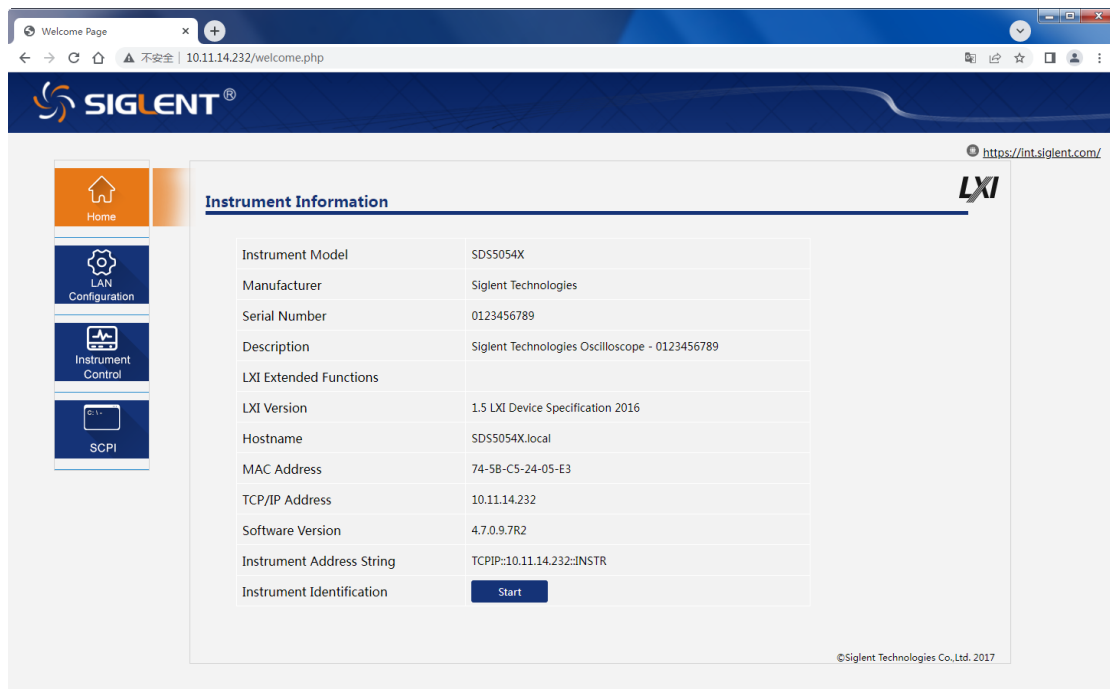 Welcome Page
不安全 | 10.11.14.232/welcome.php
SIGLENT®
https://int.siglent.com/
Home
LAN
Configuration
Instrument
Control
C:\-
SCPI
LXI
Instrument Information
Instrument Model SDS5054X
Manufacturer Siglent Technologies
Serial Number 0123456789
Description Siglent Technologies Oscilloscope - 0123456789
LXI Extended Functions
LXI Version 1.5 LXI Device Specification 2016
Hostname SDS5054X.local
MAC Address 74-5B-C5-24-05-E3
TCP/IP Address 10.11.14.232
Software Version 4.7.0.9.7R2
Instrument Address String TCPIP::10.11.14.232::INSTR
Instrument Identification Start
©Siglent Technologies Co.,Ltd. 2017